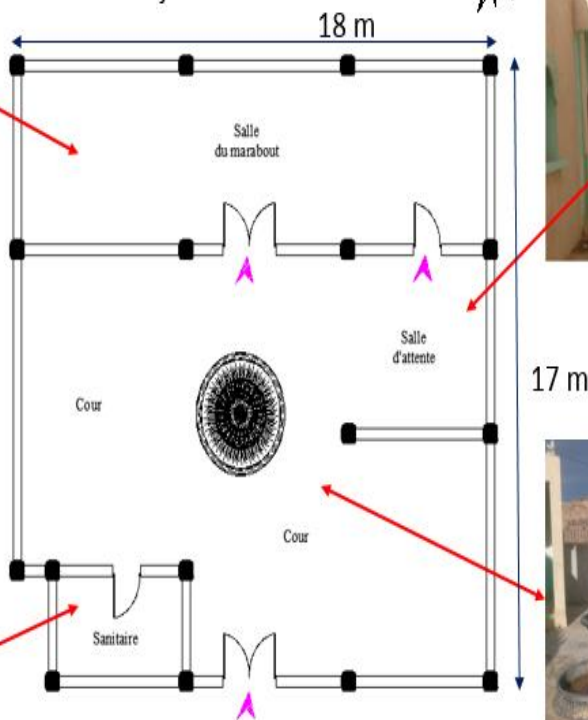 18 m
Salle
du marabout
Salle
d'attente
17 m
Cour
Cour
Sanitaire